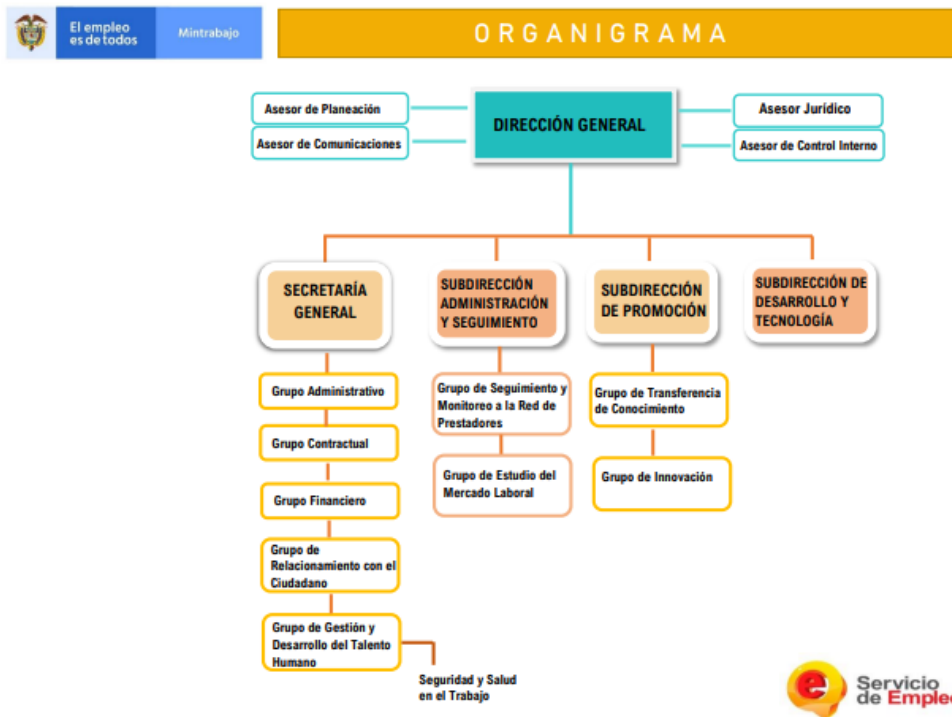 El empleo
es de todos
Mintrabajo
ORGANIGRAMA
Asesor de Planeación
Asesor de Comunicaciones
DIRECCIÓN GENERAL
Asesor Jurídico
Asesor de Control Interno
SECRETARÍA
GENERAL
SUBDIRECCIÓN
ADMINISTRACIÓN
Y SEGUIMIENTO
SUBDIRECCIÓN
DE PROMOCIÓN
SUBDIRECCIÓN DE
DESARROLLO Y
TECNOLOGÍA
Grupo Administrativo
Grupo Contractual
Grupo Financiero
Grupo de
Relacionamiento con el
Ciudadano
Grupo de Gestión y
Desarrollo del Talento
Humano
Seguridad y Salud
en el Trabajo
Grupo de Seguimiento y
Monitoreo a la Red de
Prestadores
Grupo de Estudio del
Mercado Laboral
Grupo de Transferencia
de Conocimiento
Grupo de Innovación
e
Servicio
de Empleo